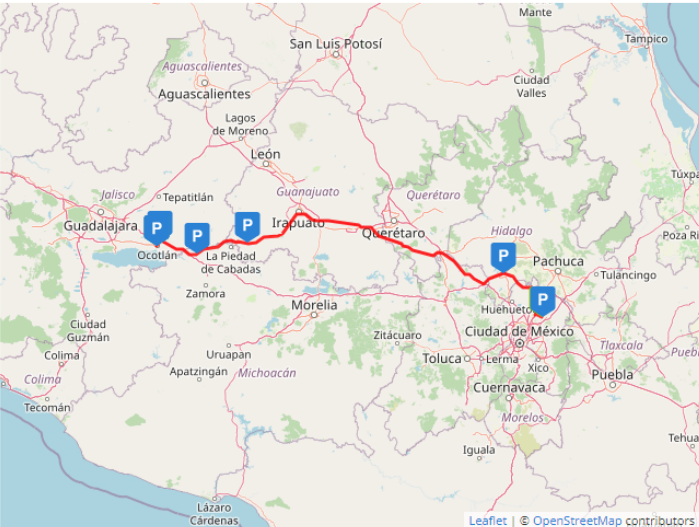 Mante
Tampico
San Luis Potosí
Ciudad
Valles
Aguascalientes
Aguascalientes
Lagos
de Moreno
León
Jalisco
Tepatitlán
Guanajuato
Querétaro
Túxpa
Guadalajara
Irapuato
Querétaro
Hidalgo
Poza Ri
P
P
P
P
P
Ocotlán
La Piedad
de Cabadas
Pachuca
Tulancingo
Zamora
Morelia
Huehueto
Ciudad
Guzmán
Zitácuaro
Ciudad de México
Tlaxcala
Colima
Uruapan
Toluca
Lerma
Xico
Puebl
Apatzingán
Michoacán
Puebla
Colima
Cuernavaca
Tecomán
Morelos
Tehua
Iguala
Lázaro
Cárdenas
Leaflet | © OpenStreetMap contributors